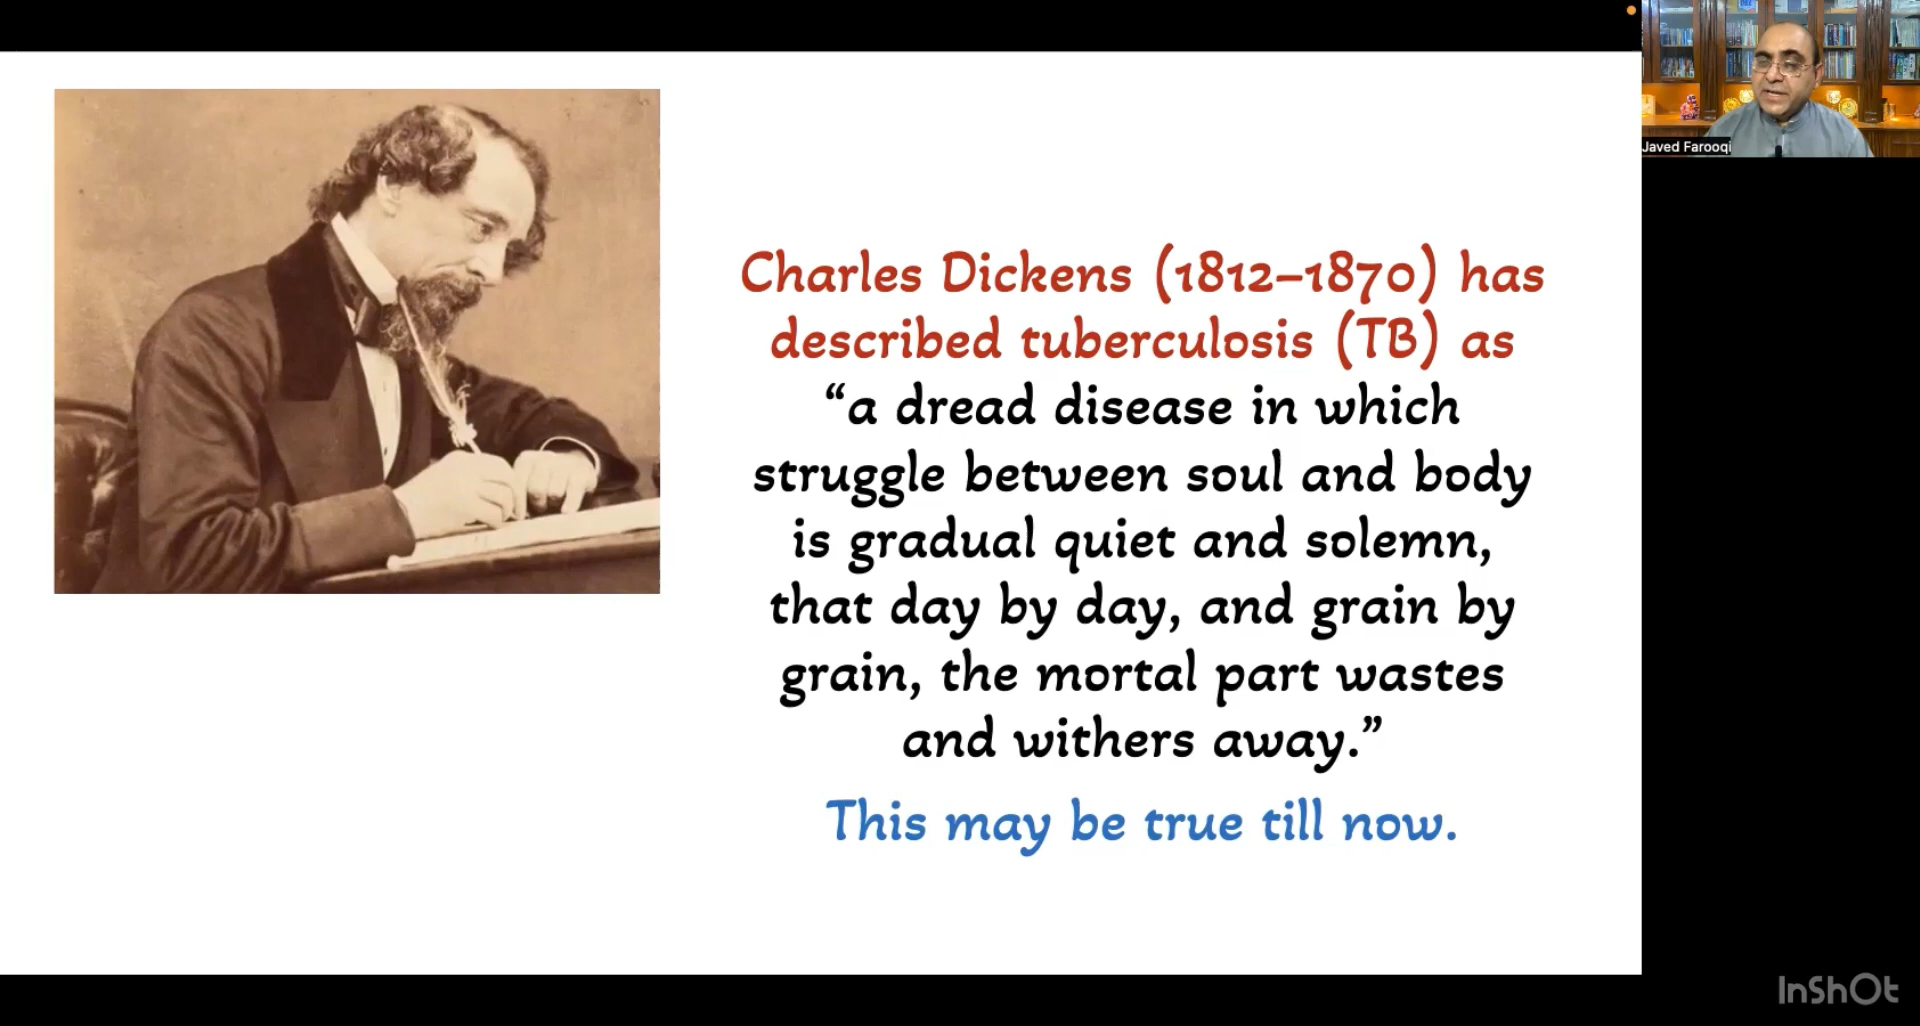 Javed Farooqi
Charles Dickens (1812–1870) has
described tuberculosis (TB) as
“a dread disease in which
struggle between soul and body
is gradual quiet and solemn,
that day by day, and grain by
grain, the mortal part wastes
and withers away.”
This may be true till now.
InShOt